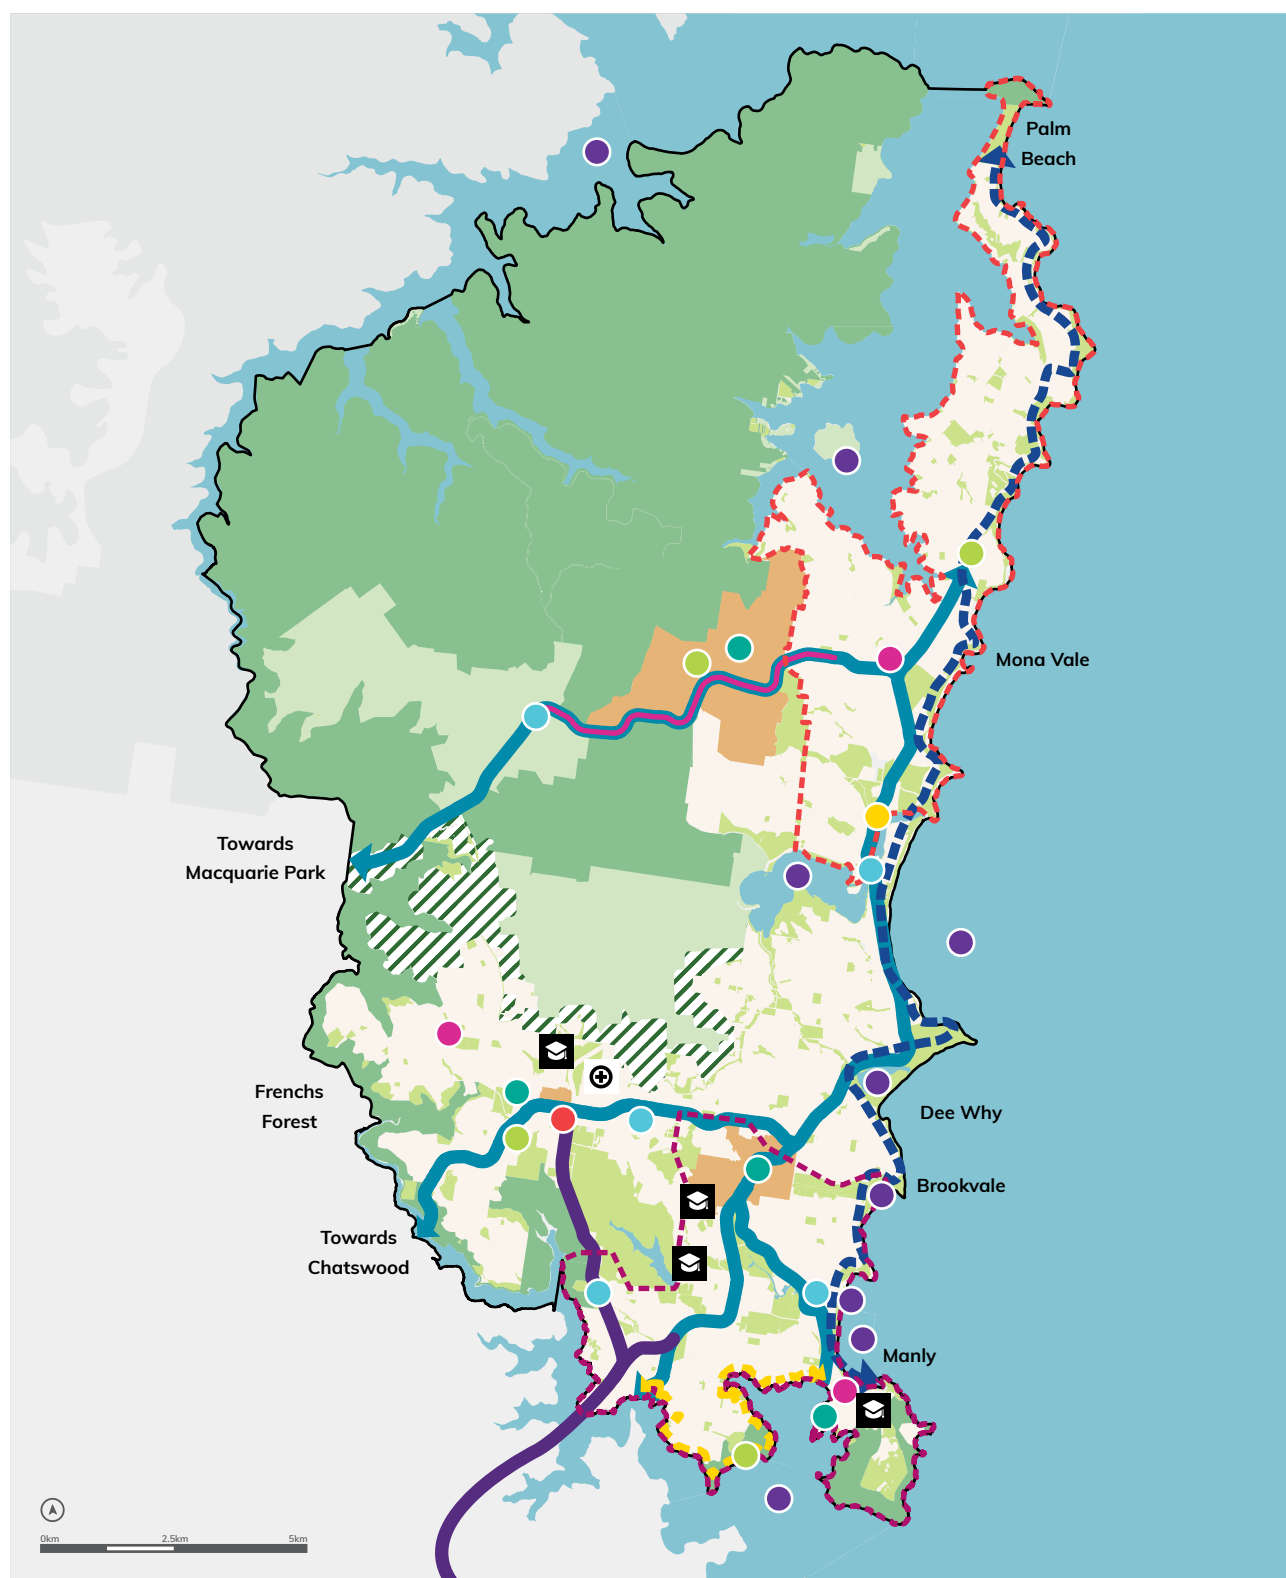 Palm
Beach
Mona Vale
Towards
Macquarie Park
Frenchs
Forest
Dee Why
Brookvale
Towards
Chatswood
Manly
0km 2.5km 5km